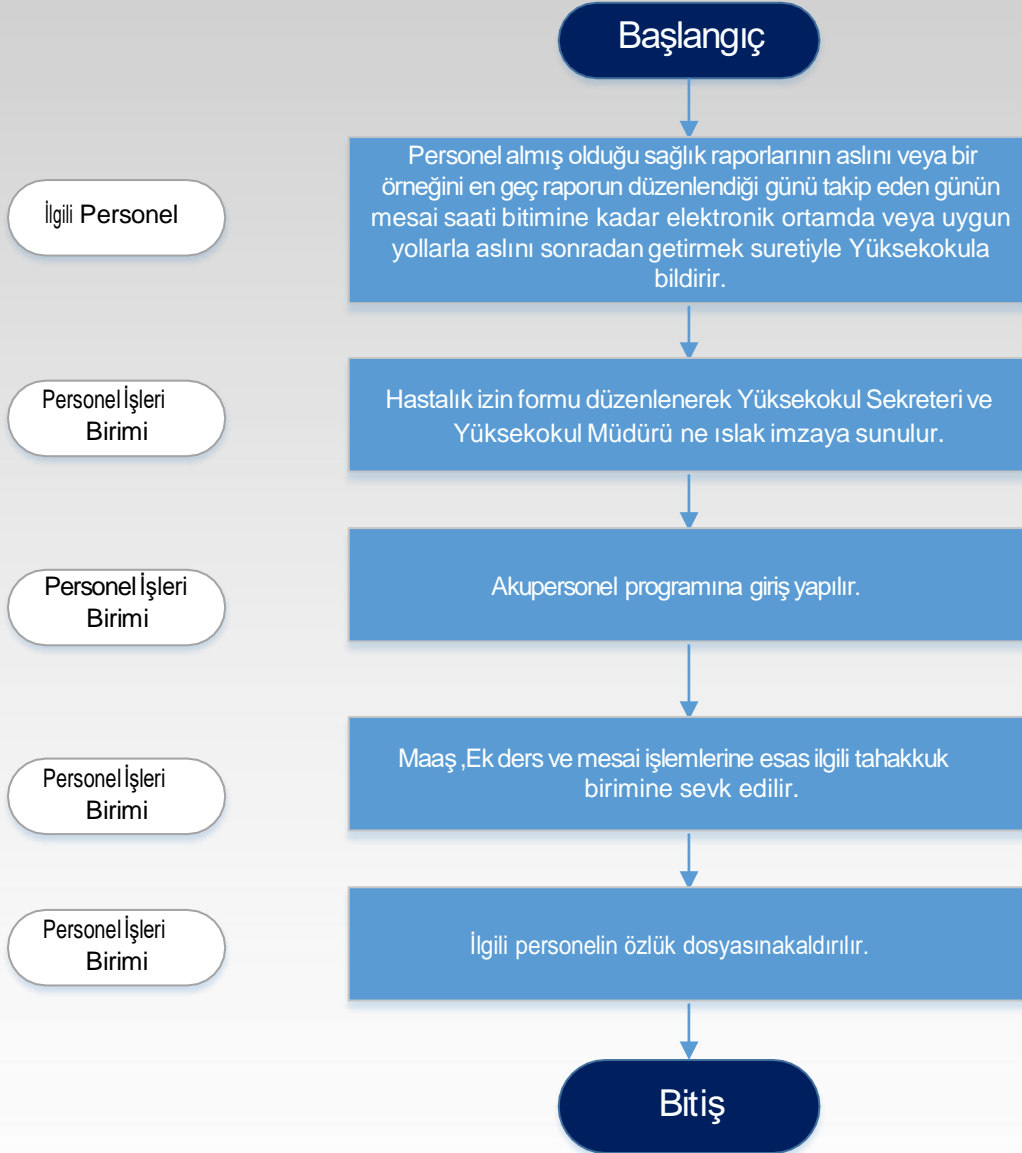 Başlangıç
İlgili Personel
Personel almış olduğu sağlık raporlarının aslını veya bir
örneğini en geç raporun düzenlendiği günü takip eden günün
mesai saati bitimine kadar elektronik ortamda veya uygun
yollarla aslını sonradan getirmek suretiyle Yüksekokula
bildirir.
Personel İşleri
Birimi
Hastalık izin formu düzenlenerek Yüksekokul Sekreteri ve
Yüksekokul Müdürü ne ıslak imzaya sunulur.
Personel İşleri
Birimi
Akupersonel programına giriş yapılır.
Personel İşleri
Birimi
Maaş ,Ek ders ve mesai işlemlerine esas ilgili tahakkuk
birimine sevk edilir.
Personel İşleri
Birimi
İlgili personelin özlük dosyasınakaldırılır.
Bitiş